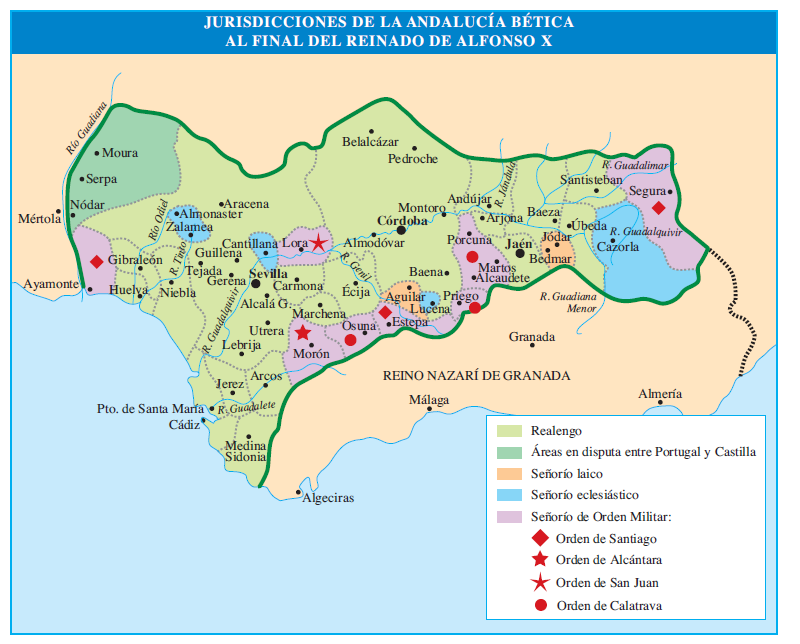 JURISDICCIONES DE LA ANDALUCÍA BÉTICA
AL FINAL DEL REINADO DE ALFONSO X
Río Guadiana
Moura
Serpa
Nódar
Mértola
Ayamonte
Gibraleón
Huelva
Río Odiel
Aracena
Almonaster
Zalamea
R. Tinto
Niebla
Guillena
Tejada
Gerena
Cantillana
Sevilla
Alcalá G.
Carmona
Lora
R. Guadalquivir
Utrera
Lebrija
Marchena
Morón
Osuna
Arcos
Jerez
R. Guadalete
Pto. de Santa María
Cádiz
Medina
Sidonia
Algeciras
Belalcázar
Pedroche
Córdoba
Montoro
Almodóvar
R. Genil
Écija
Baena
Aguilar
Lucena
Estepa
Priego
Andújar
R. Jándula
Arjona
Porcuna
Jaén
Martos
Alcaudete
Baeza
Úbeda
Jódar
Bedmar
Santisteban
R. Guadalimar
Segura
R. Guadalquivir
Cazorla
R. Guadiana
Menor
Granada
REINO NAZARÍ DE GRANADA
Málaga
Almería
Realengo
Áreas en disputa entre Portugal y Castilla
Señorío laico
Señorío eclesiástico
Señorío de Orden Militar:
Orden de Santiago
Orden de Alcántara
Orden de San Juan
Orden de Calatrava